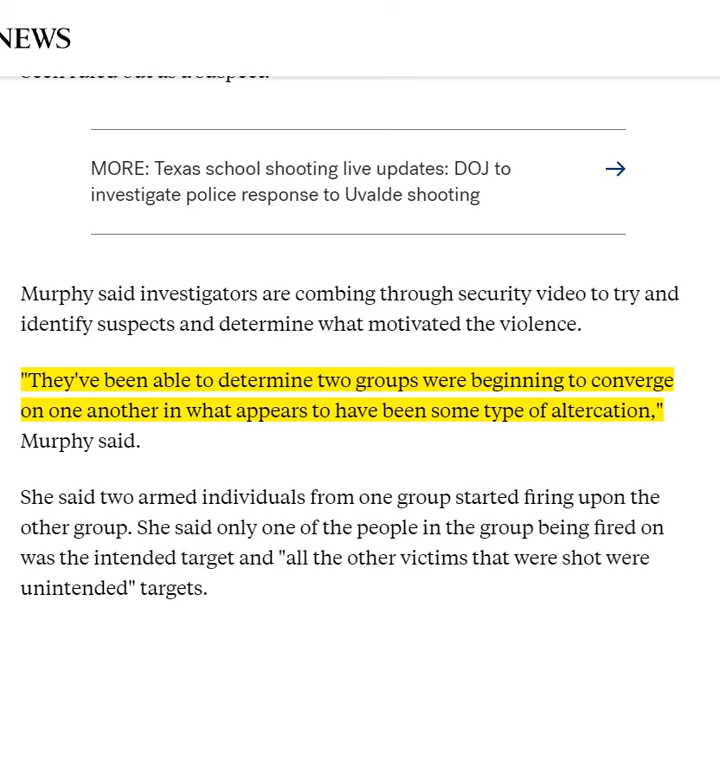 NEWS
MORE: Texas school shooting live updates: DOJ to
investigate police response to Uvalde shooting
Murphy said investigators are combing through security video to try and
identify suspects and determine what motivated the violence.
"They've been able to determine two groups were beginning to converge
on one another in what appears to have been some type of altercation,"
Murphy said.
She said two armed individuals from one group started firing upon the
other group. She said only one of the people in the group being fired on
was the intended target and "all the other victims that were shot were
unintended" targets.